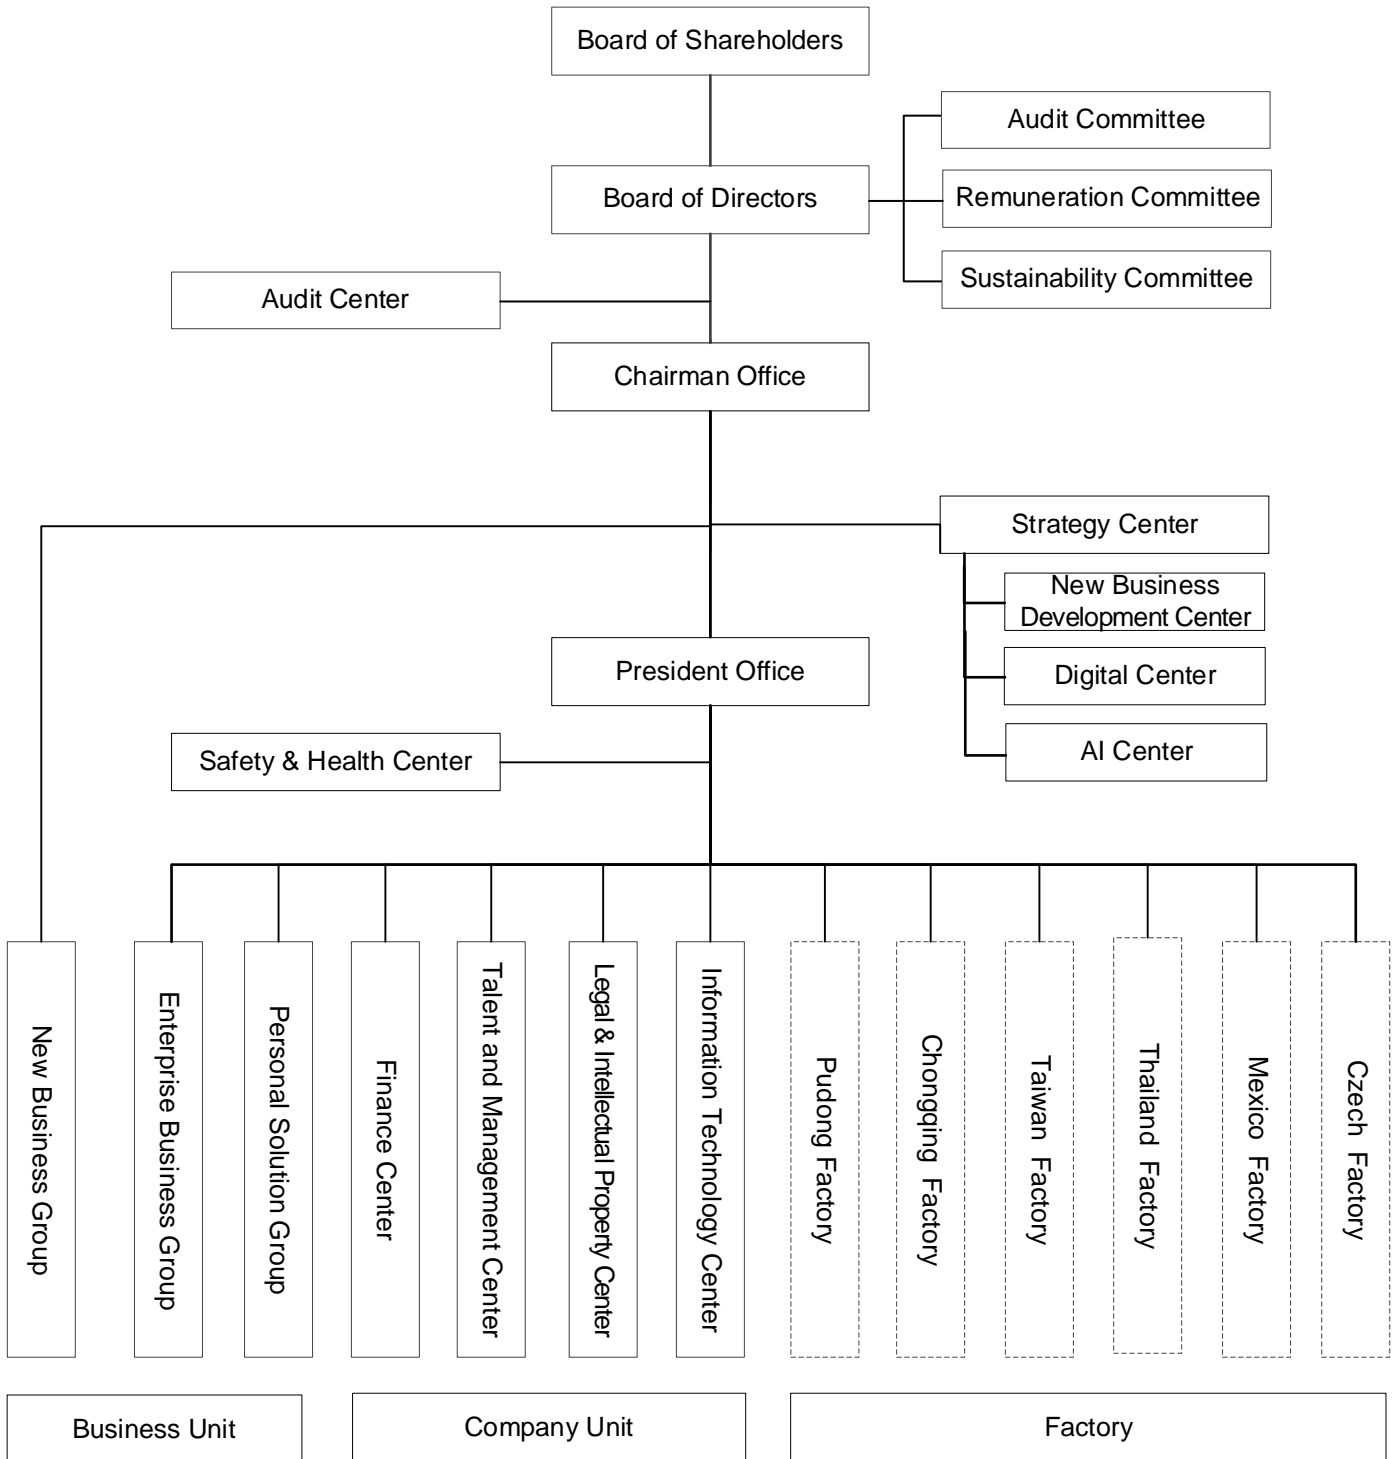 Board of Shareholders
Audit Committee
Board of Directors
Remuneration Committee
Sustainability Committee
Audit Center
Chairman Office
Strategy Center
New Business
Development Center
President Office
Digital Center
AI Center
Safety & Health Center
New Business Group
Enterprise Business Group
Personal Solution Group
Finance Center
Talent and Management Center
Legal & Intellectual Property Center
Information Technology Center
Pudong Factory
Chongqing Factory
Taiwan Factory
Thailand Factory
Mexico Factory
Czech Factory
Business Unit
Company Unit
Factory